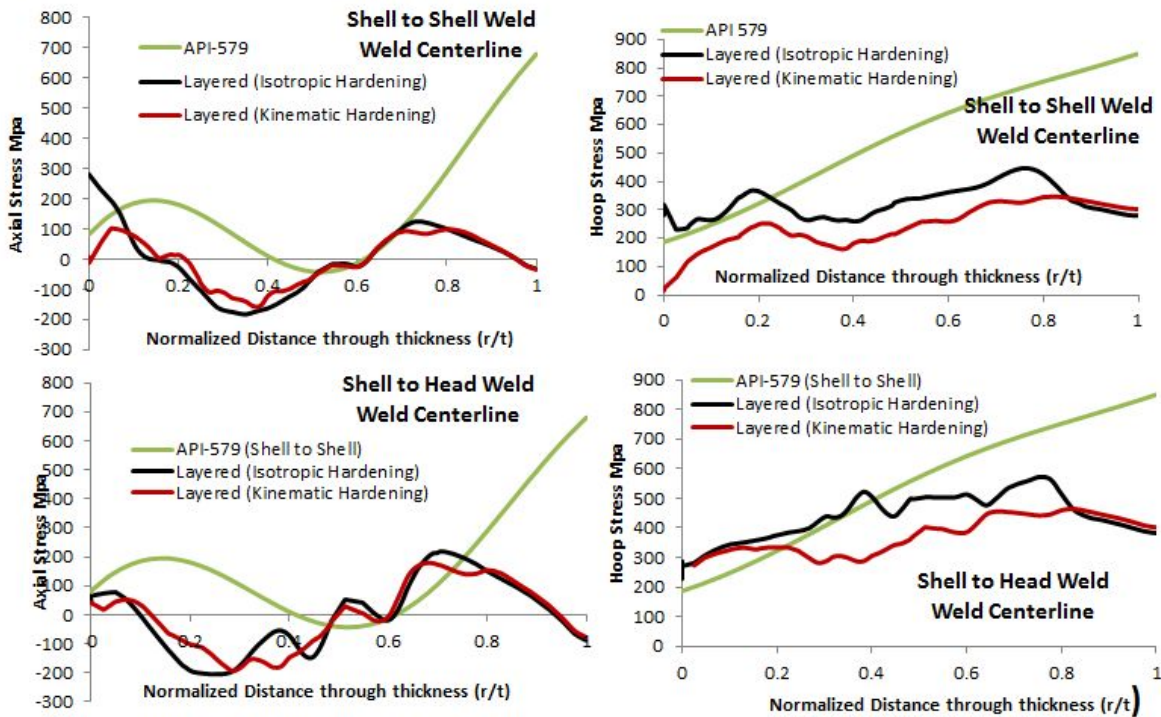 Shell to Shell Weld
Weld Centerline
API-579
Layered (Isotropic Hardening)
Layered (Kinematic Hardening)
Axial Stress Mpa
800
700
600
500
400
300
200
100
0
-100
-200
-300
0
0.2
0.4
0.6
0.8
1
Normalized Distance through thickness (r/t)
API 579
Layered (Isotropic Hardening)
Layered (Kinematic Hardening)
Shell to Shell Weld
Weld Centerline
Hoop Stress Mpa
900
800
700
600
500
400
300
200
100
0
Normalized Distance through thickness (r/t)
0
0.2
0.4
0.6
0.8
1
Shell to Head Weld
Weld Centerline
API-579 (Shell to Shell)
Layered (Isotropic Hardening)
Layered (Kinematic Hardening)
Axial Stress Mpa
800
700
600
500
400
300
200
100
0
-100
-200
-300
0
0.2
0.4
0.6
0.8
1
Normalized Distance through thickness (r/t)
API-579 (Shell to Shell)
Layered (Isotropic Hardening)
Layered (Kinematic Hardening)
Hoop Stress Mpa
900
800
700
600
500
400
300
200
100
0
Shell to Head Weld
Weld Centerline
0
0.2
0.4
0.6
0.8
1
Normalized Distance through thickness (r/t)